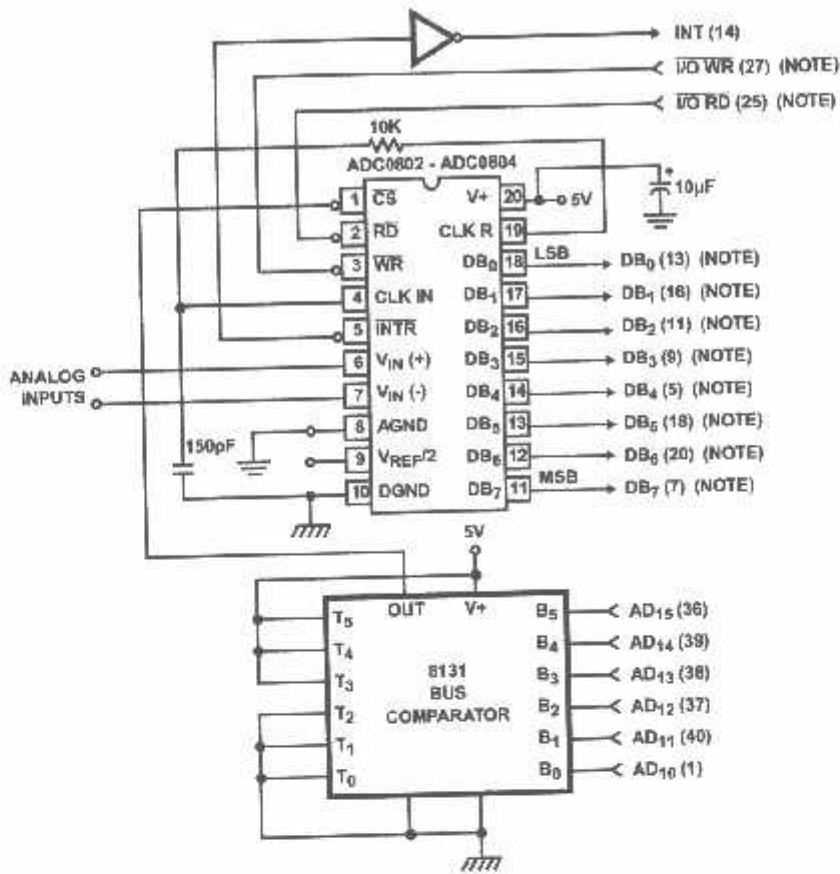 INT (14)
I/O WR (27) (NOTE)
I/O RD (25) (NOTE)
10K
ADC0802 - ADC0804
1 CS V+ 20
5V
10µF
2 RD CLK R 19
3 WR DB0 18 LSB DB0 (13) (NOTE)
4 CLK IN DB1 17 DB1 (16) (NOTE)
5 INTR DB2 16 DB2 (11) (NOTE)
6 VIN (+) DB3 15 DB3 (9) (NOTE)
ANALOG
INPUTS
7 VIN (-) DB4 14 DB4 (5) (NOTE)
8 AGND DB5 13 DB5 (18) (NOTE)
150pF
9 VREF/2 DB6 12 DB6 (20) (NOTE)
10 DGND DB7 11 MSB DB7 (7) (NOTE)
5V
OUT V+
T5 B5 AD15 (36)
T4 B4 AD14 (39)
T3 B3 AD13 (38)
8131
BUS
COMPARATOR
T2 B2 AD12 (37)
T1 B1 AD11 (40)
T0 B0 AD10 (1)